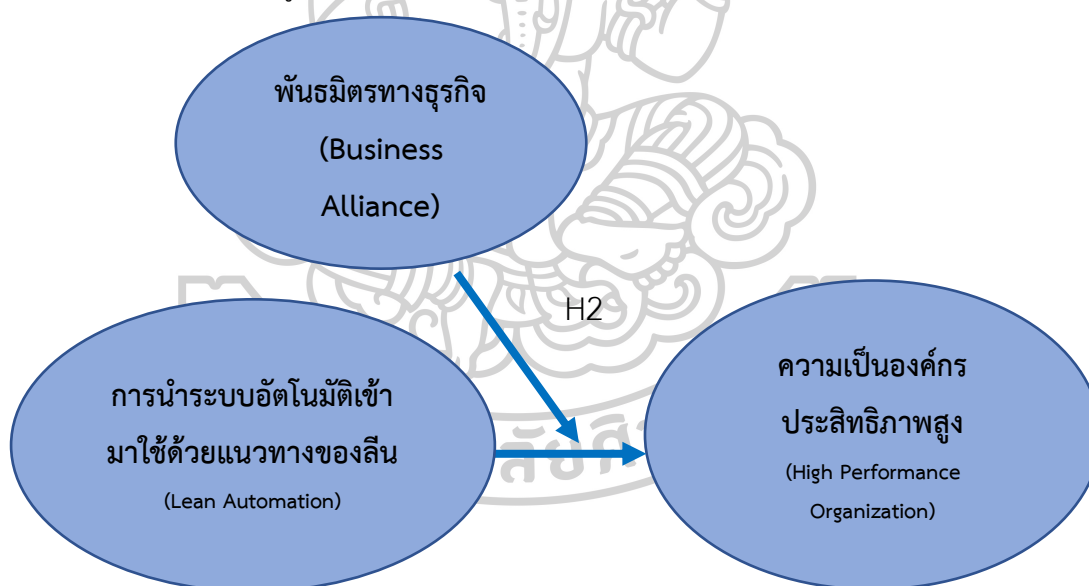 พันธมิตรทางธุรกิจ
(Business
Alliance)
H2
การนำระบบอัตโนมัติเข้า
มาใช้ด้วยแนวทางของลีน
(Lean Automation)
ความเป็นองค์กร
ประสิทธิภาพสูง
(High Performance
Organization)